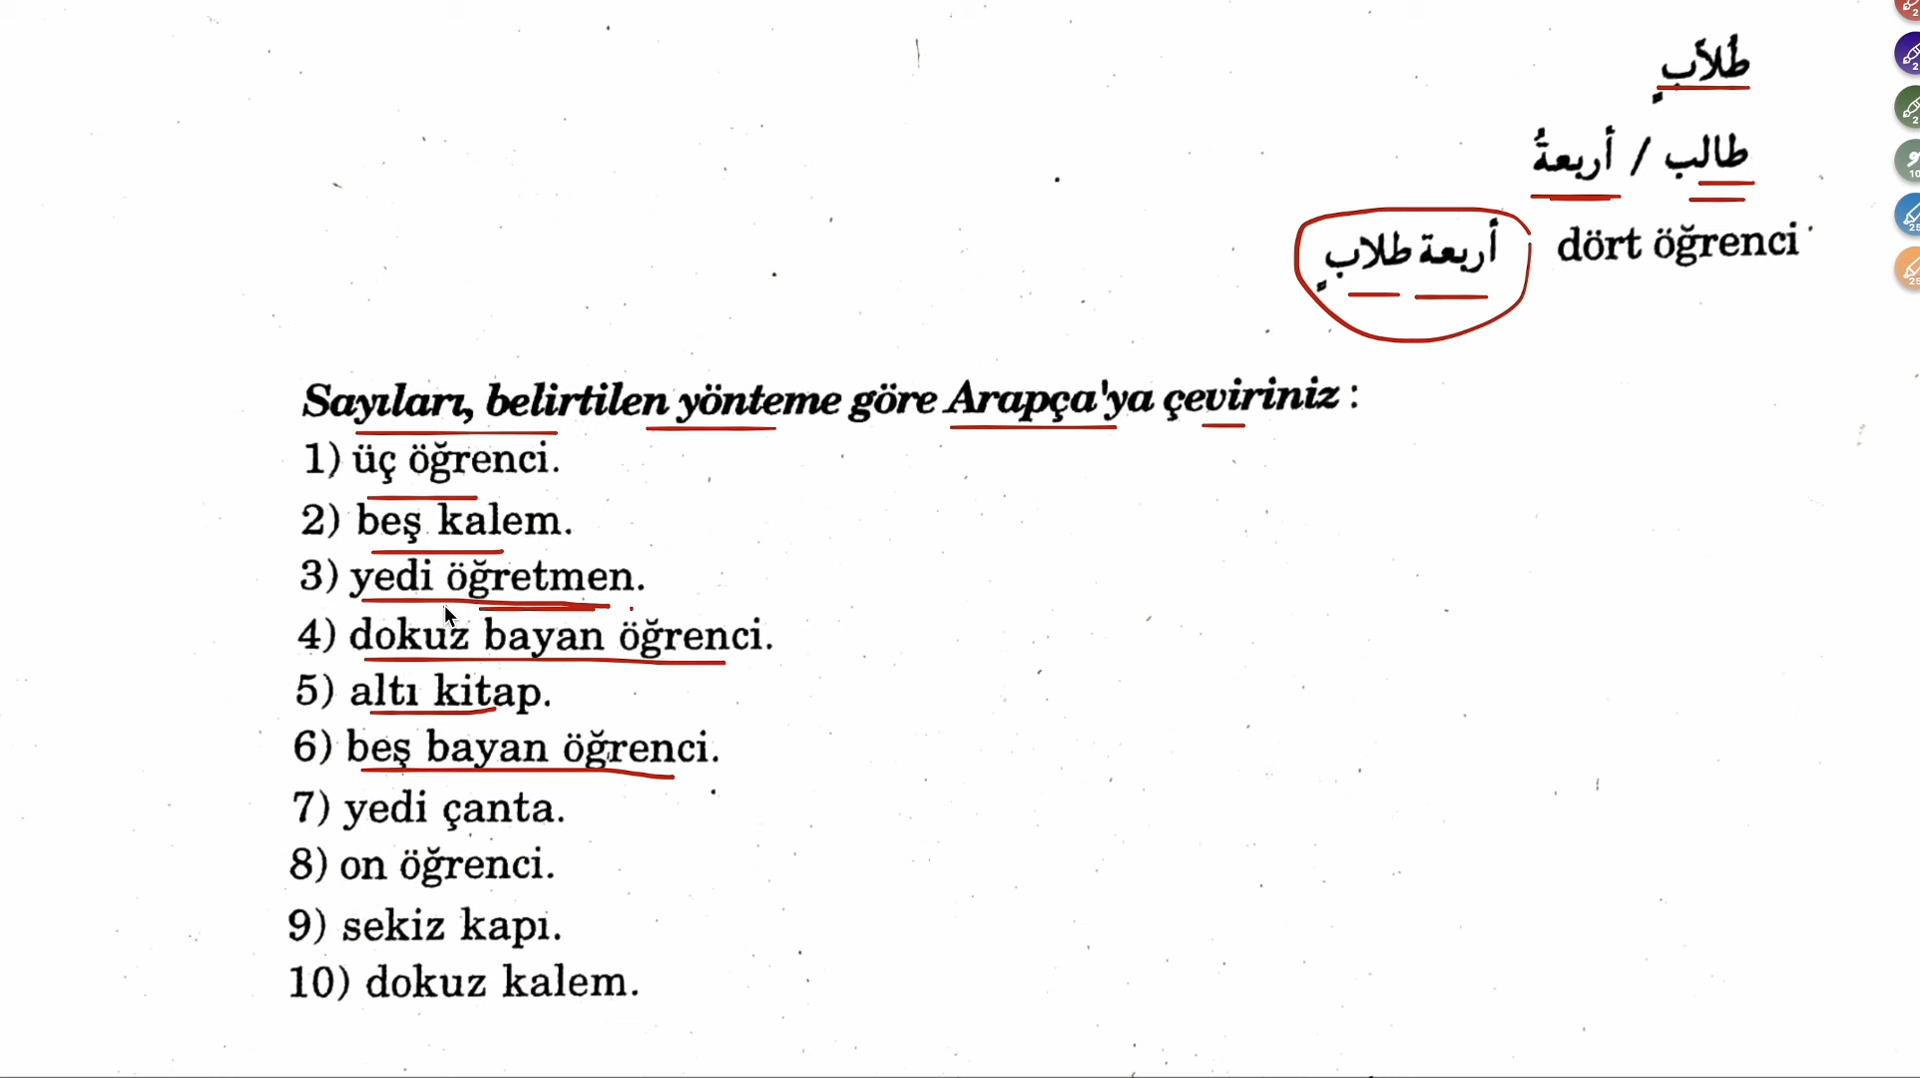 طُلاَّبٍ
طالب / أربعةُ
أربعة طلابٍ dört öğrenci
Sayıları, belirtilen yönteme göre Arapça'ya çeviriniz :
1) üç öğrenci.
2) beş kalem.
3) yedi öğretmen.
4) dokuz bayan öğrenci.
5) altı kitap.
6) beş bayan öğrenci.
7) yedi çanta.
8) on öğrenci.
9) sekiz kapı.
10) dokuz kalem.